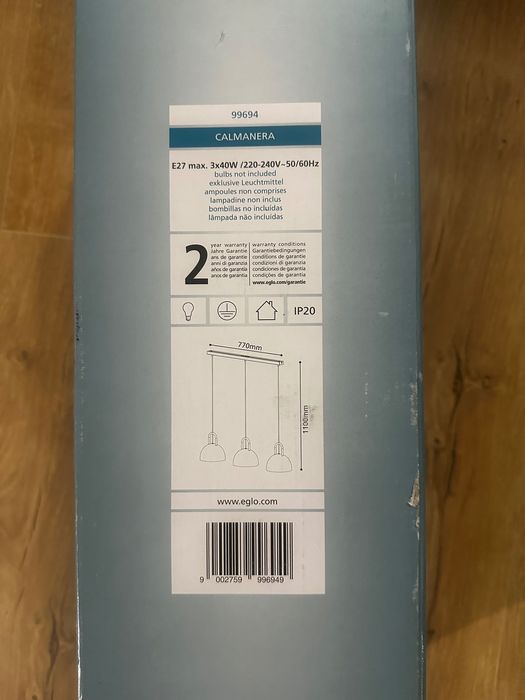 99694
CALMANERA
E27 max. 3x40W /220-240V~50/60Hz
bulbs not included
exklusive Leuchtmittel
ampoules non comprises
lampadine non inclus
bombillas no incluidas
lâmpada não incluídas
2
year warranty
Jahre Garantie
ans de garantie
anni di garanzia
años de garantía
anos de garantia
warranty conditions
Garantiebedingungen
conditions de garantie
condizioni di garanzia
condiciones de garantía
condições de garantia
www.eglo.com/garantie
IP20
770mm
1100mm
www.eglo.com
9 002759 996949